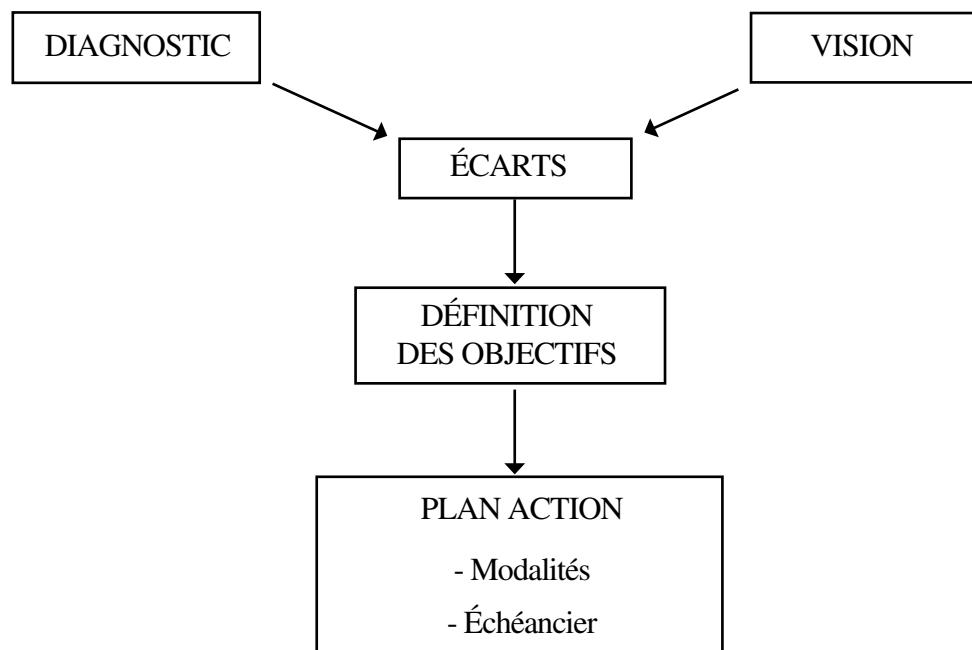 DIAGNOSTIC
VISION
ÉCARTS
DÉFINITION
DES OBJECTIFS
PLAN ACTION
- Modalités
- Échéancier